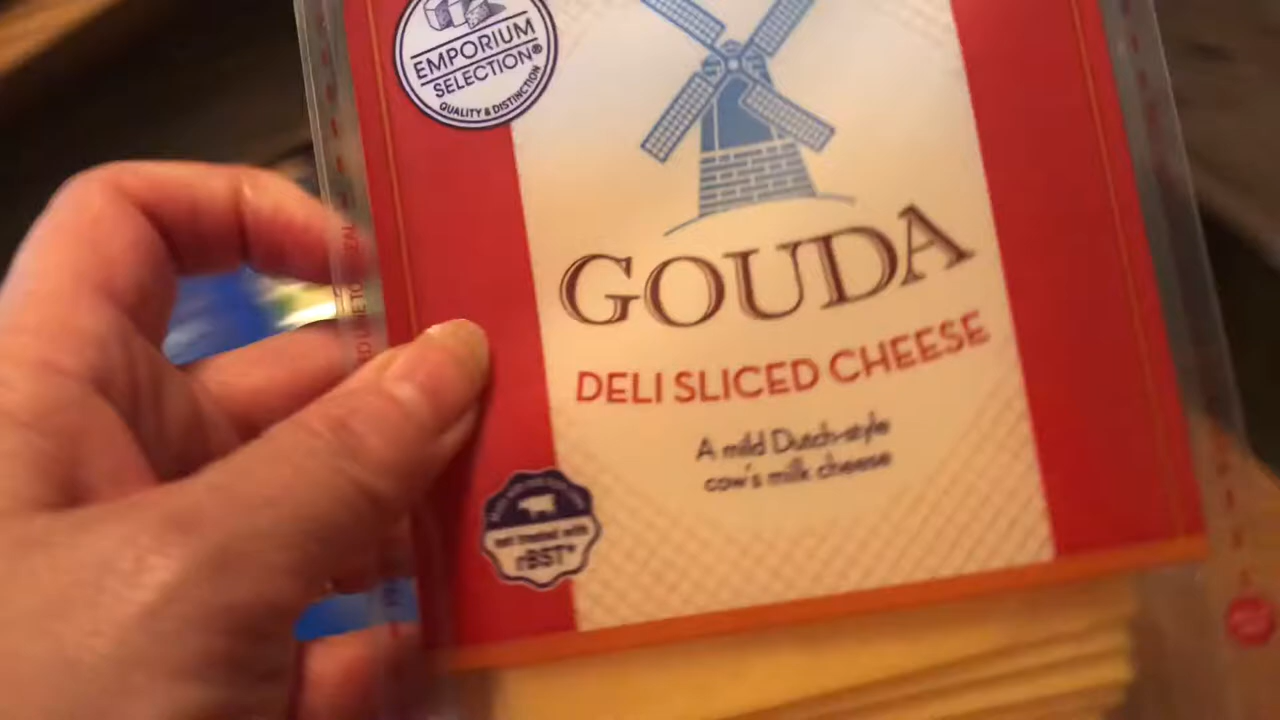 EMPORIUM
SELECTION®
QUALITY & DISTINCTION
GOUDA
DELI SLICED CHEESE
A mild Dutch-style
cow's milk cheese
not treated with
rBST*